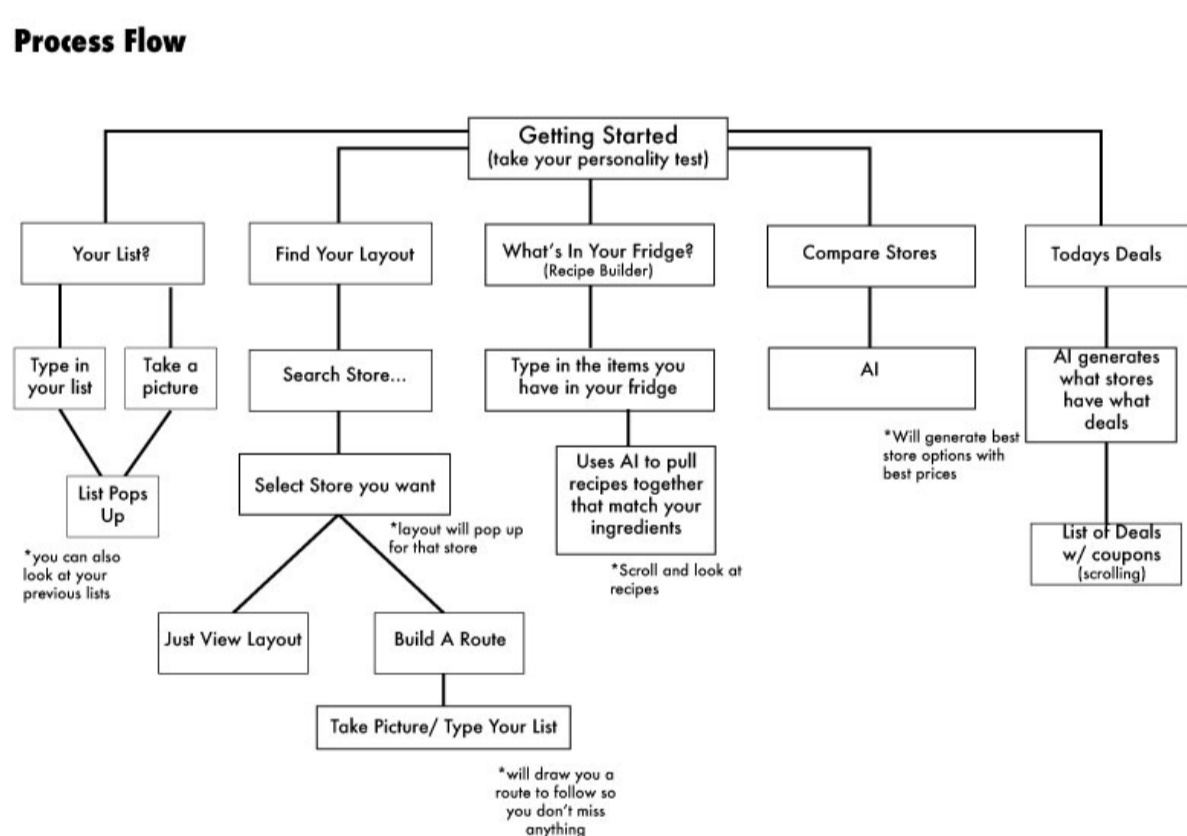 Process Flow
Getting Started
(take your personality test)
Your List?
Find Your Layout
What's In Your Fridge?
(Recipe Builder)
Compare Stores
Todays Deals
Type in
your list
Take a
picture
Search Store...
Type in the items you
have in your fridge
AI
AI generates
what stores
have what
deals
*Will generate best
store options with
best prices
List Pops
Up
*you can also
look at your
previous lists
Select Store you want
*layout will pop up
for that store
Uses AI to pull
recipes together
that match your
ingredients
*Scroll and look at
recipes
List of Deals
w/ coupons
(scrolling)
Just View Layout
Build A Route
Take Picture/ Type Your List
*will draw you a
route to follow so
you don't miss
anything